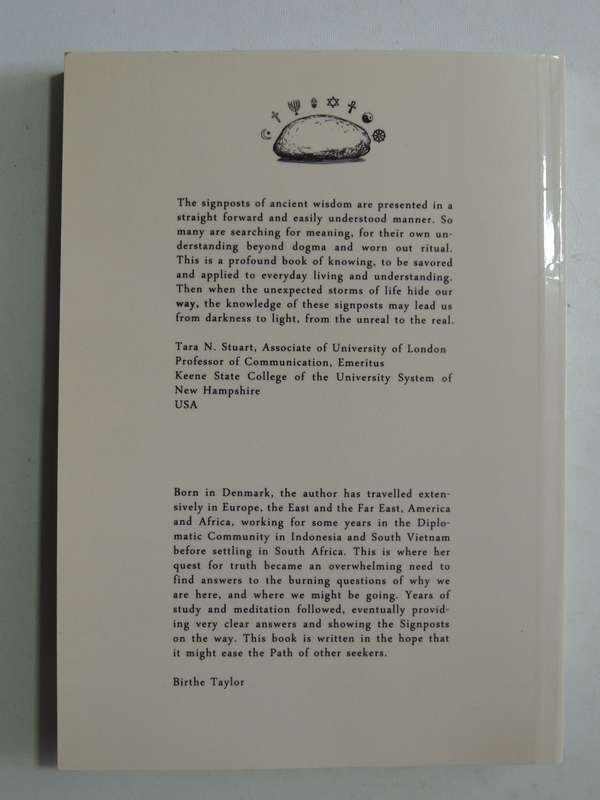 The signposts of ancient wisdom are presented in a
straight forward and easily understood manner. So
many are searching for meaning, for their own un-
derstanding beyond dogma and worn out ritual.
This is a profound book of knowing, to be savored
and applied to everyday living and understanding.
Then when the unexpected storms of life hide our
way, the knowledge of these signposts may lead us
from darkness to light, from the unreal to the real.
Tara N. Stuart, Associate of University of London
Professor of Communication, Emeritus
Keene State College of the University System of
New Hampshire
USA
Born in Denmark, the author has travelled exten-
sively in Europe, the East and the Far East, America
and Africa, working for some years in the Diplo-
matic Community in Indonesia and South Vietnam
before settling in South Africa. This is where her
quest for truth became an overwhelming need to
find answers to the burning questions of why we
are here, and where we might be going. Years of
study and meditation followed, eventually provid-
ing very clear answers and showing the Signposts
on the way. This book is written in the hope that
it might ease the Path of other seekers.
Birthe Taylor